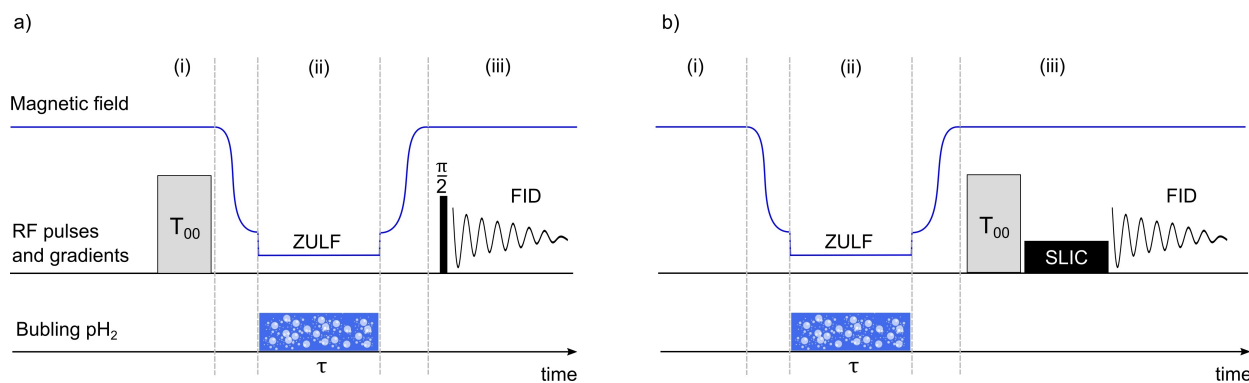 a)
(i)
(ii)
(iii)
Magnetic field
π
2
FID
T00
RF pulses
and gradients
ZULF
Bubling pH2
τ
time
b)
(i)
(ii)
(iii)
FID
T00
ZULF
SLIC
τ
time